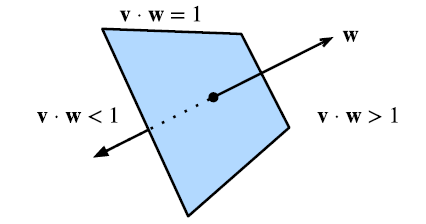 v · w = 1
w
v · w < 1
v · w > 1